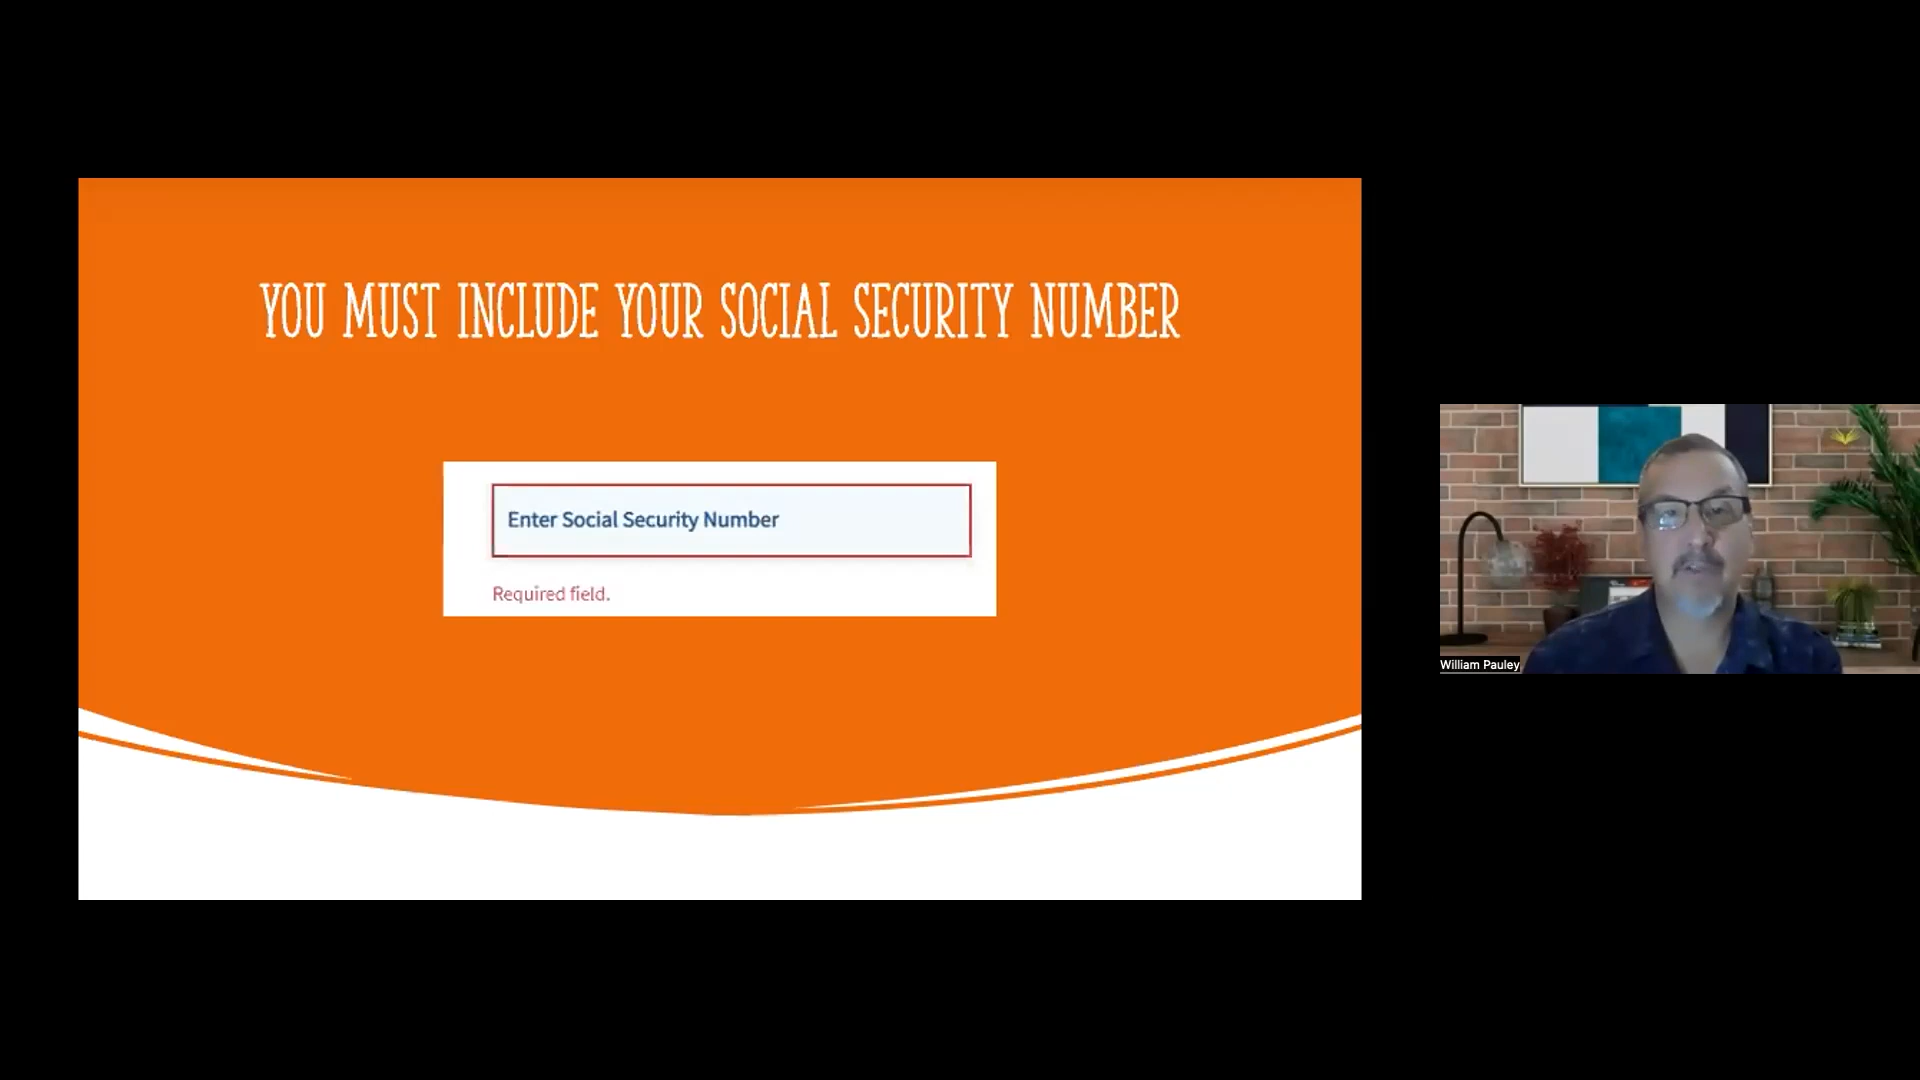 YOU MUST INCLUDE YOUR SOCIAL SECURITY NUMBER
Enter Social Security Number
Required field.
William Pauley